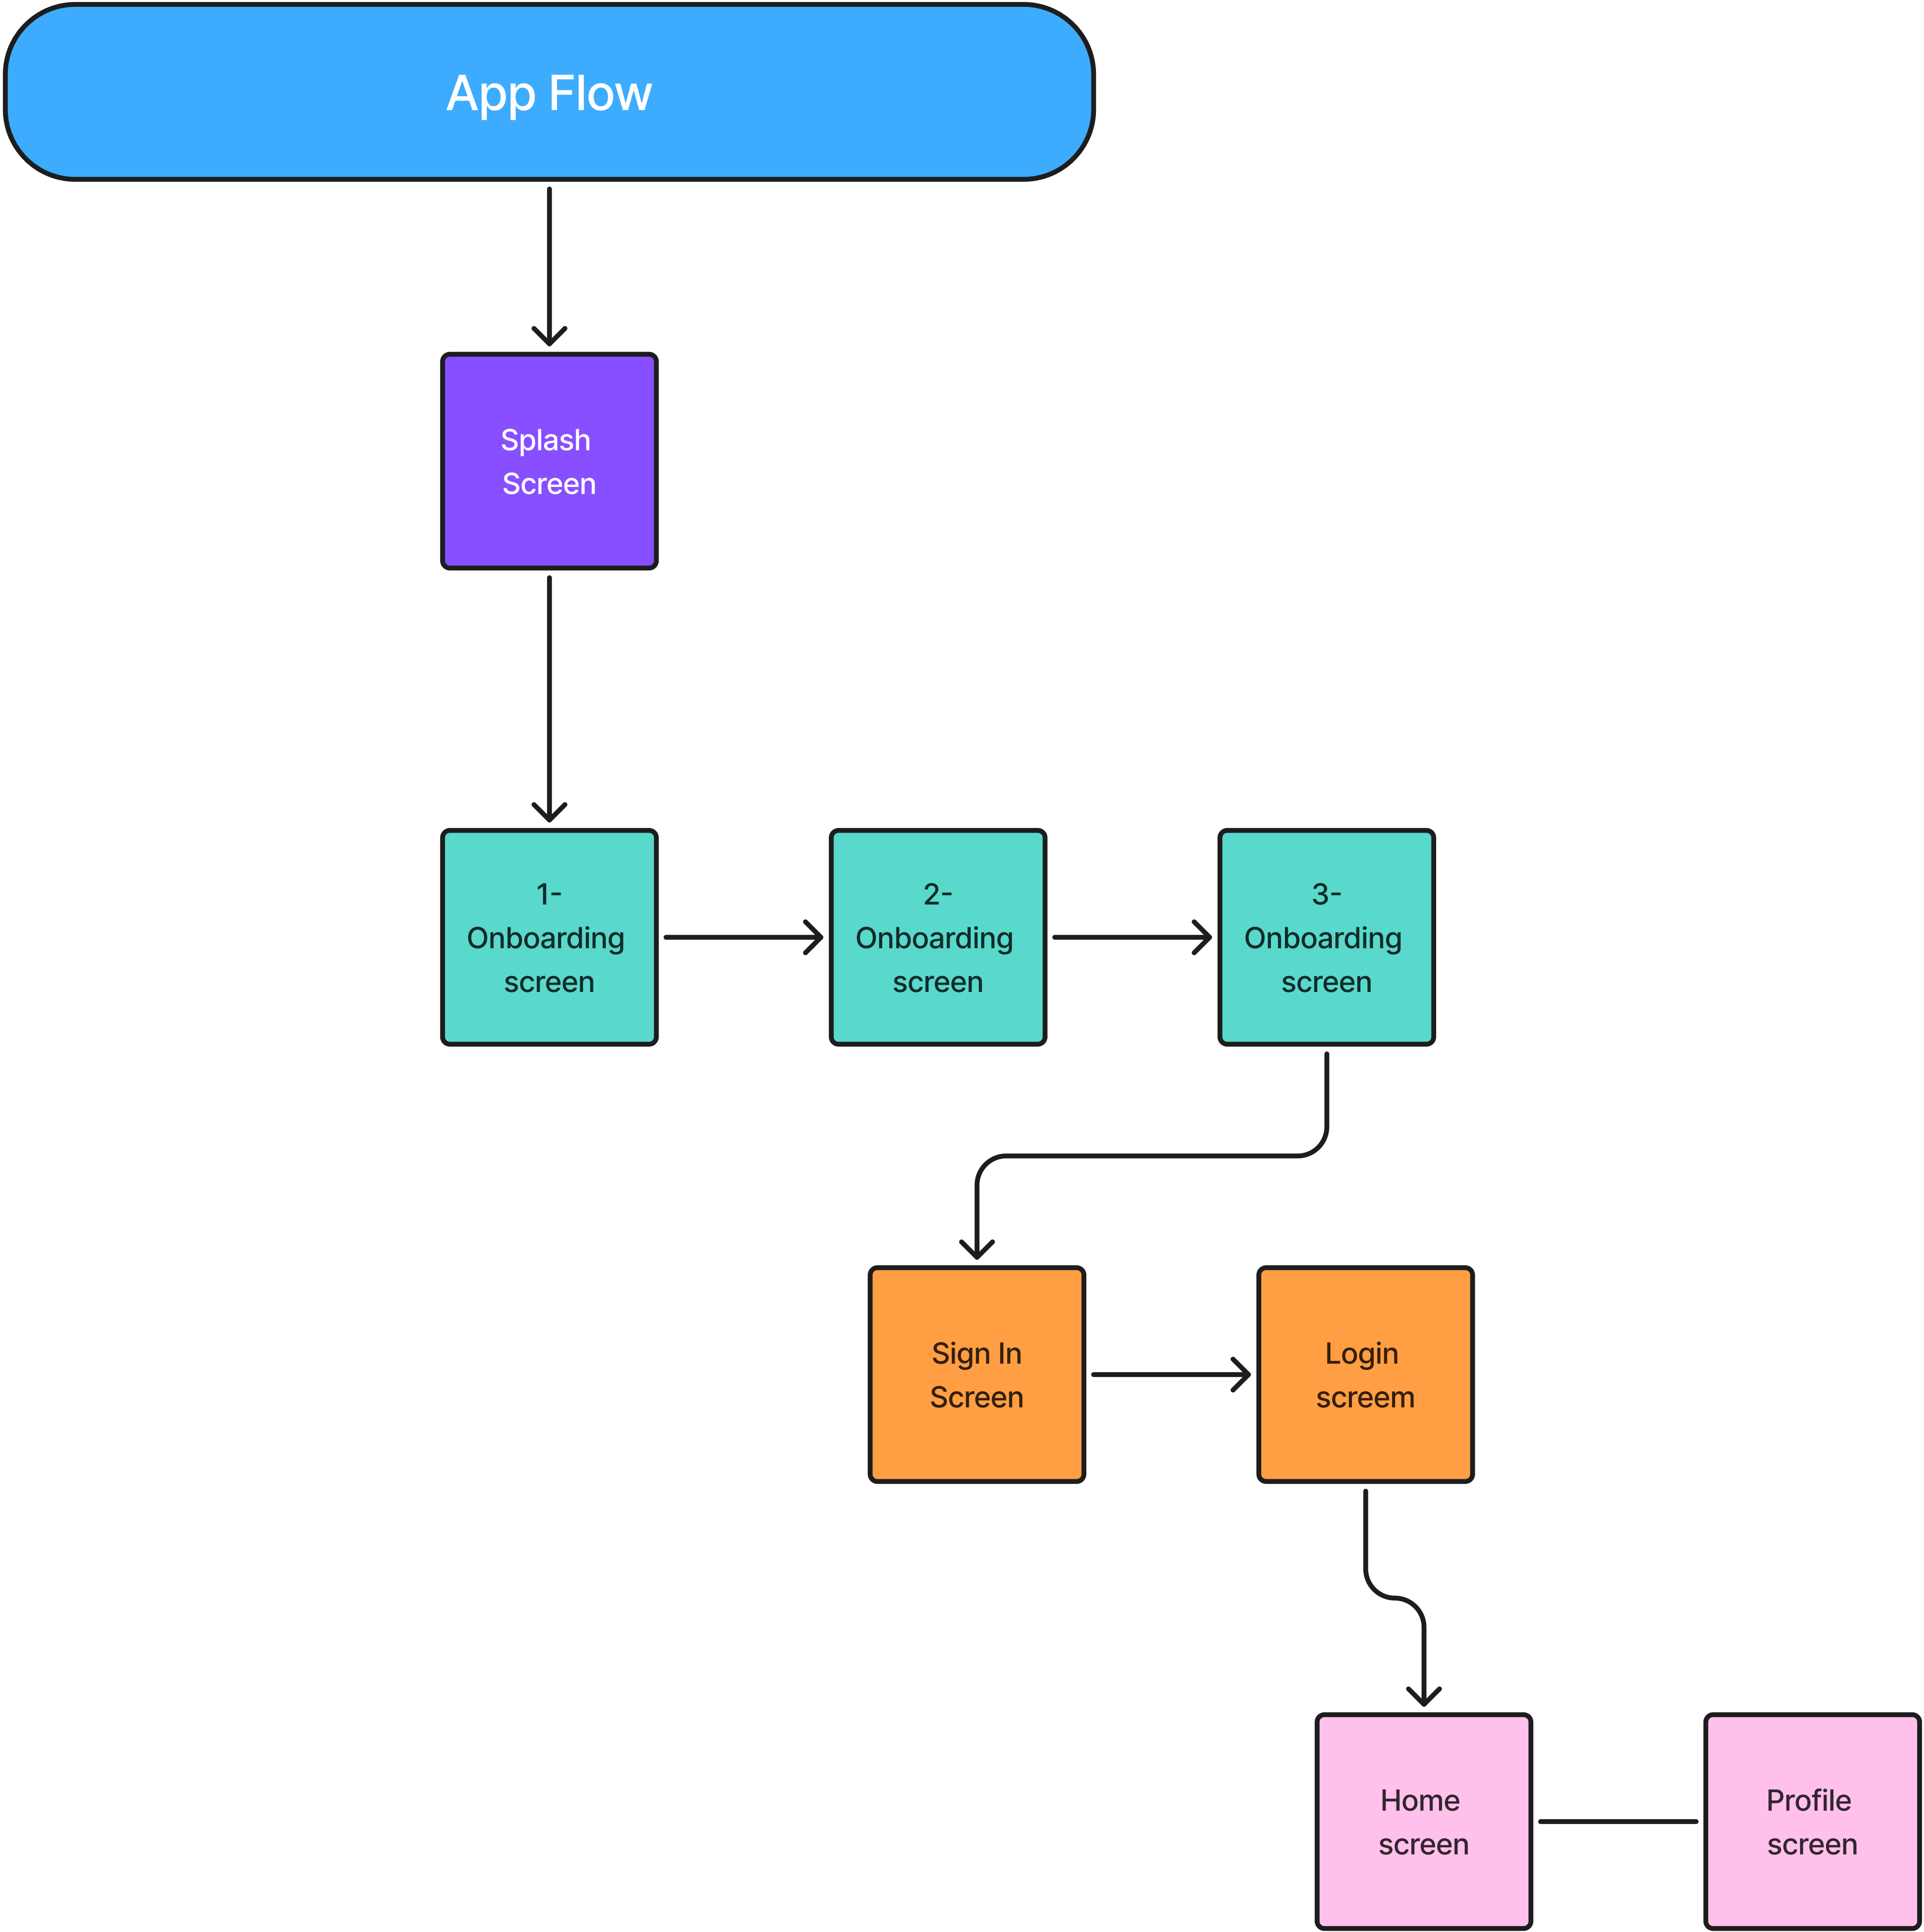 App Flow
Splash
Screen
1-
Onboarding
screen
2-
Onboarding
screen
3-
Onboarding
screen
Sign In
Screen
Login
screem
Home
screen
Profile
screen